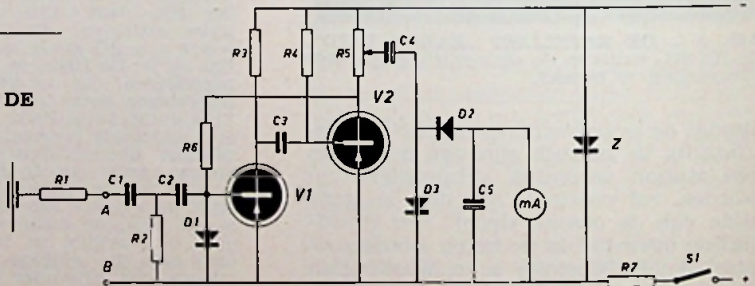 DE
R1
A
C1
C2
R2
B
R6
D1
R3
C3
V1
R4
R5
V2
C4
D2
D3
C5
mA
Z
R7
S1
-
+